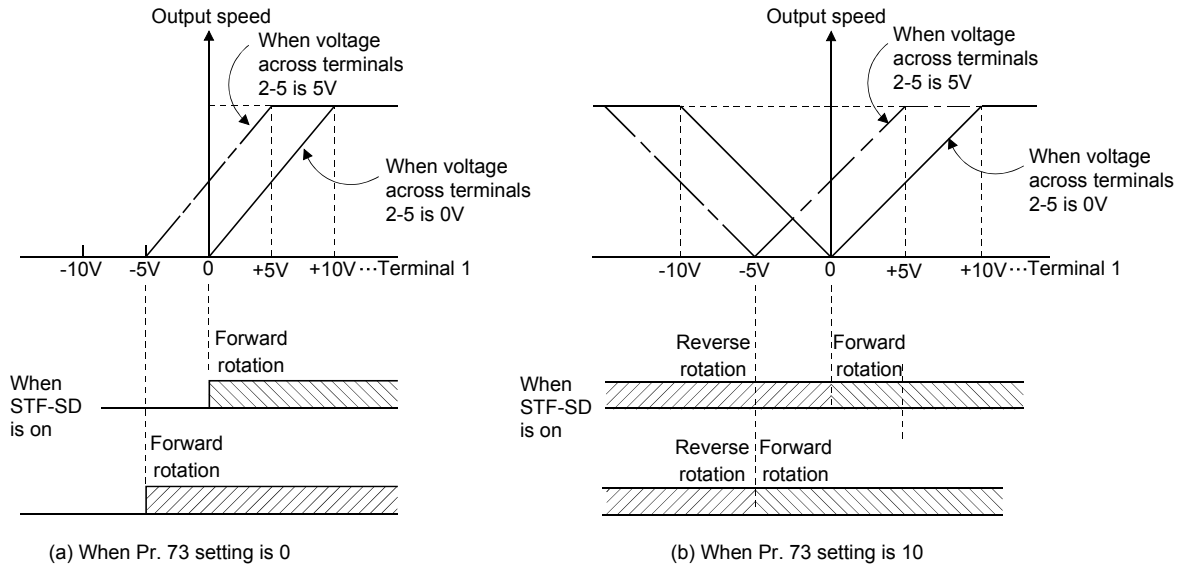 Output speed
When voltage
across terminals
2-5 is 5V
When voltage
across terminals
2-5 is 0V
-10V -5V 0 +5V +10V ···Terminal 1
Forward
rotation
When
STF-SD
is on
Forward
rotation
(a) When Pr. 73 setting is 0
Output speed
When voltage
across terminals
2-5 is 5V
When voltage
across terminals
2-5 is 0V
-10V -5V 0 +5V +10V ···Terminal 1
Reverse Forward
rotation rotation
When
STF-SD
is on
Reverse Forward
rotation rotation
(b) When Pr. 73 setting is 10